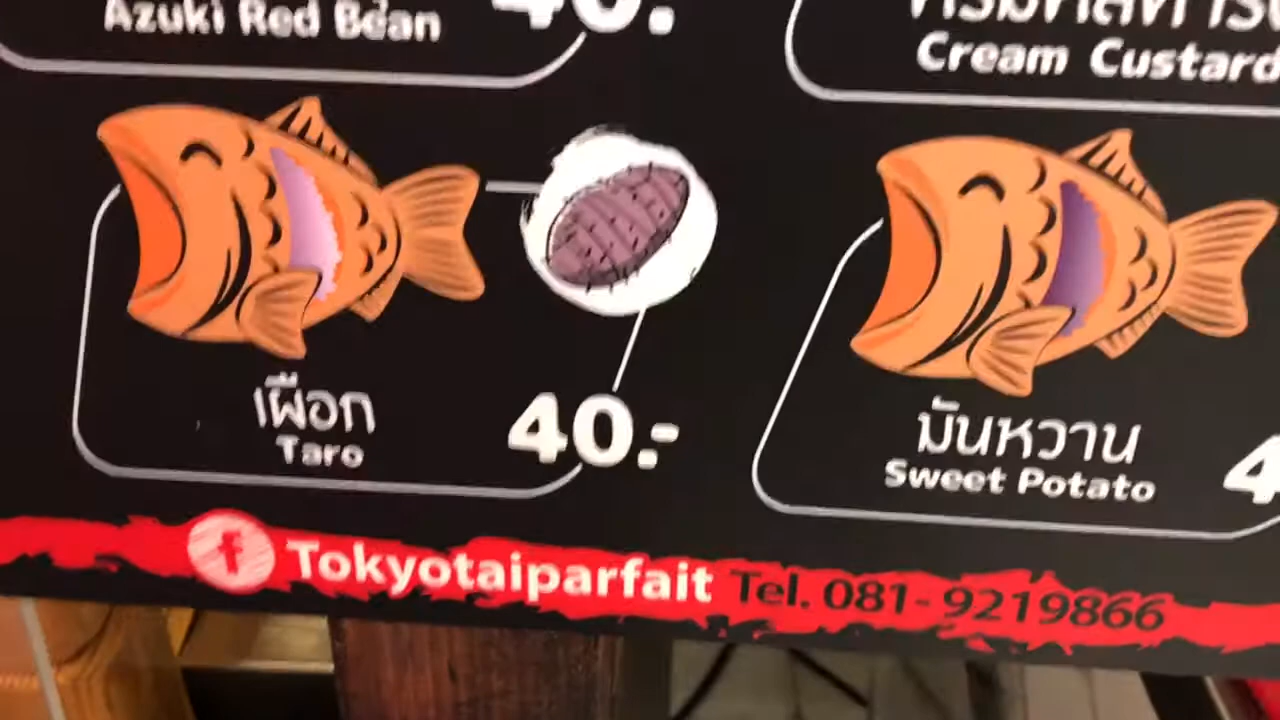 Azuki Red Bean
40.-
Cream Custard
เผือก
Taro
40.-
มันหวาน
Sweet Potato
f Tokyotaiparfait Tel. 081-9219866